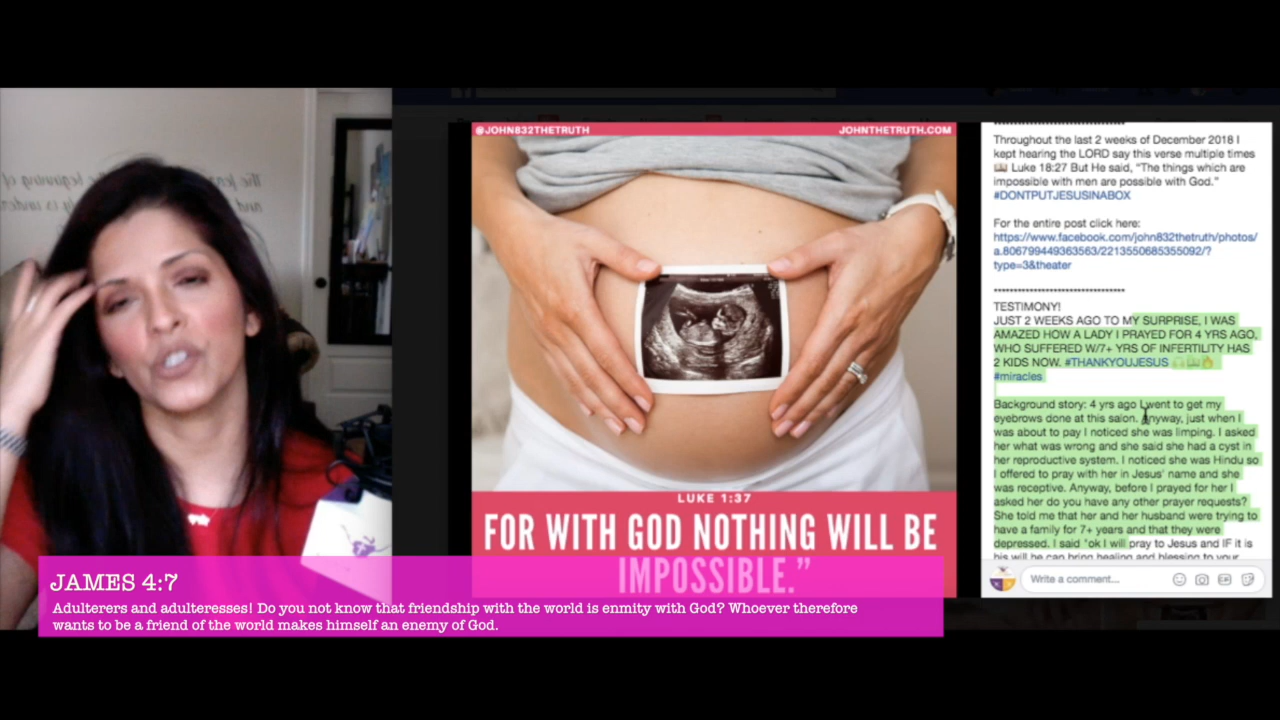 @JOHN832THETRUTH
JOHNTHETRUTH.COM
LUKE 1:37
FOR WITH GOD NOTHING WILL BE
IMPOSSIBLE.”
JAMES 4:7
Adulterers and adulteresses! Do you not know that friendship with the world is enmity with God? Whoever therefore
wants to be a friend of the world makes himself an enemy of God.
*********************************
Throughout the last 2 weeks of December 2018 I
kept hearing the LORD say this verse multiple times
📖 Luke 18:27 But He said, “The things which are
impossible with men are possible with God.”
#DONTPUTJESUSINABOX
For the entire post click here:
https://www.facebook.com/john832thetruth/photos/
a.806799449363563/2213550685355092/?
type=3&theater
*********************************
TESTIMONY!
JUST 2 WEEKS AGO TO MY SURPRISE, I WAS
AMAZED HOW A LADY I PRAYED FOR 4 YRS AGO,
WHO SUFFERED W/7+ YRS OF INFERTILITY HAS
2 KIDS NOW. #THANKYOUJESUS
#miracles
Background story: 4 yrs ago I went to get my
eyebrows done at this salon. Anyway, just when I
was about to pay I noticed she was limping. I asked
her what was wrong and she said she had a cyst in
her reproductive system. I noticed she was Hindu so
I offered to pray with her in Jesus' name and she
was receptive. Anyway, before I prayed for her I
asked her do you have any other prayer requests?
She told me that her and her husband were trying to
have a family for 7+ years and that they were
depressed. I said "ok I will pray to Jesus and IF it is
his will he can bring healing and blessing to your
Write a comment...